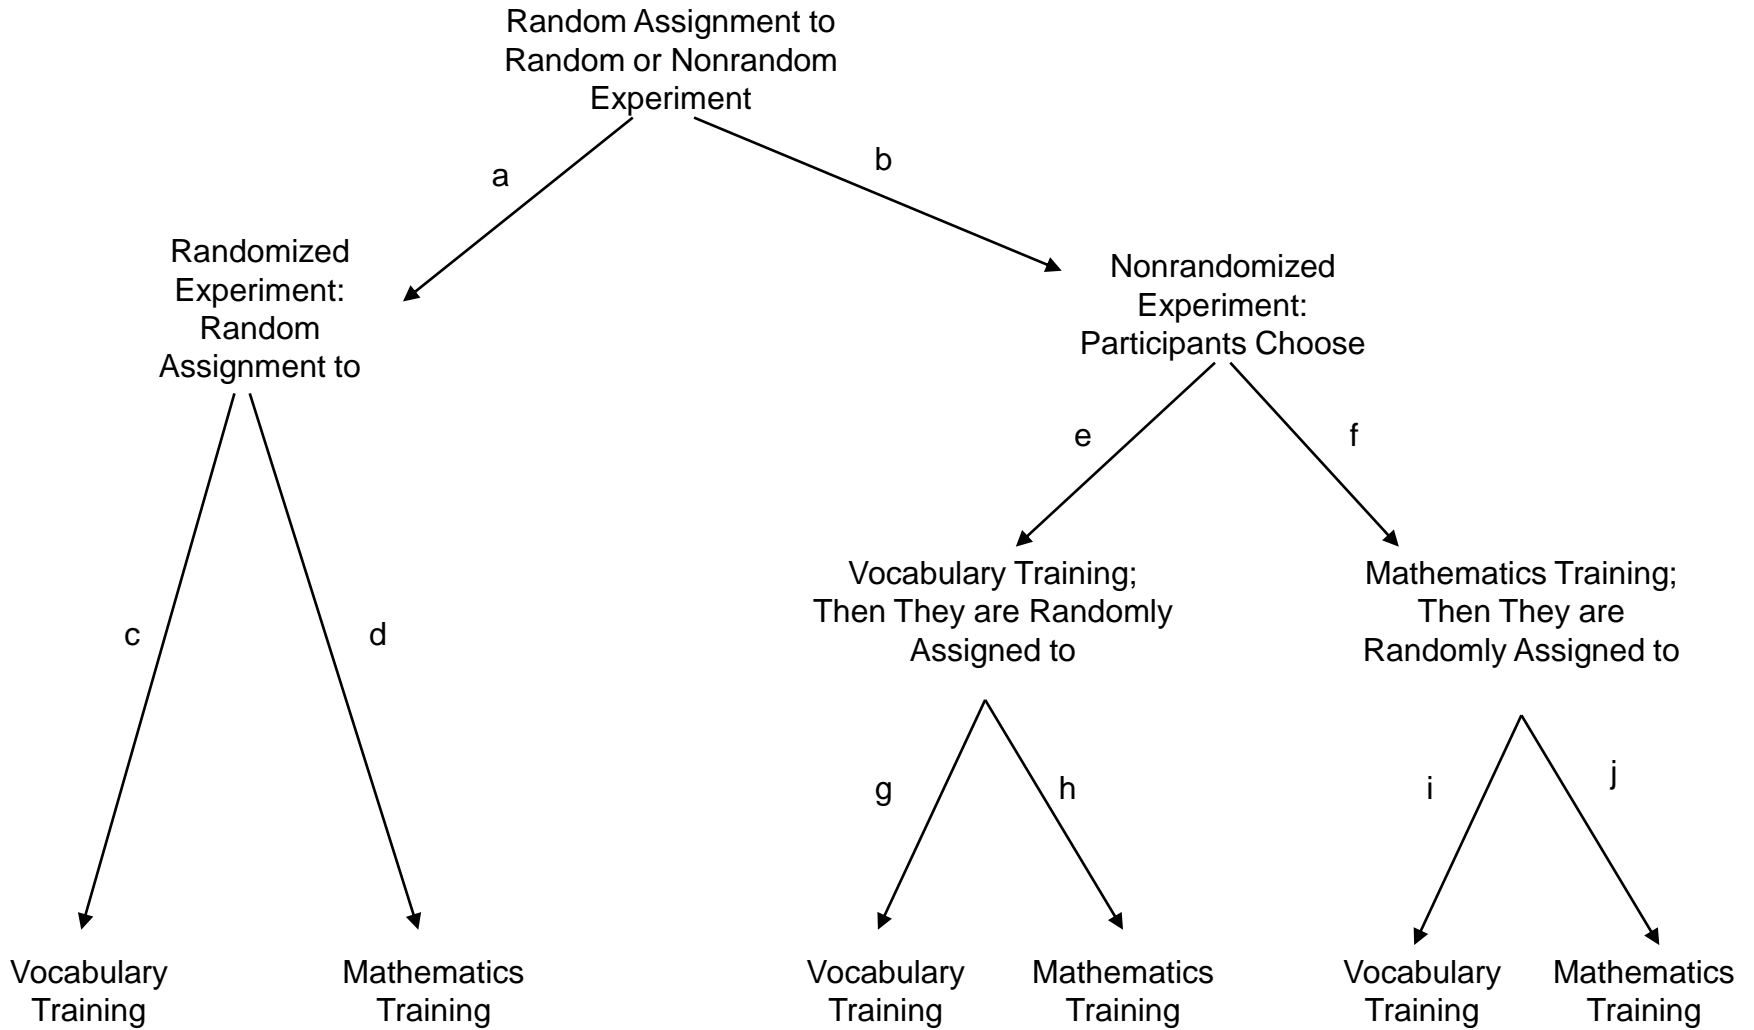 Random Assignment to
Random or Nonrandom
Experiment
a
b
Randomized
Experiment:
Random
Assignment to
Nonrandomized
Experiment:
Participants Choose
e
f
Vocabulary Training;
Then They are Randomly
Assigned to
Mathematics Training;
Then They are
Randomly Assigned to
c
d
g
h
i
j
Vocabulary
Training
Mathematics
Training
Vocabulary
Training
Mathematics
Training
Vocabulary
Training
Mathematics
Training